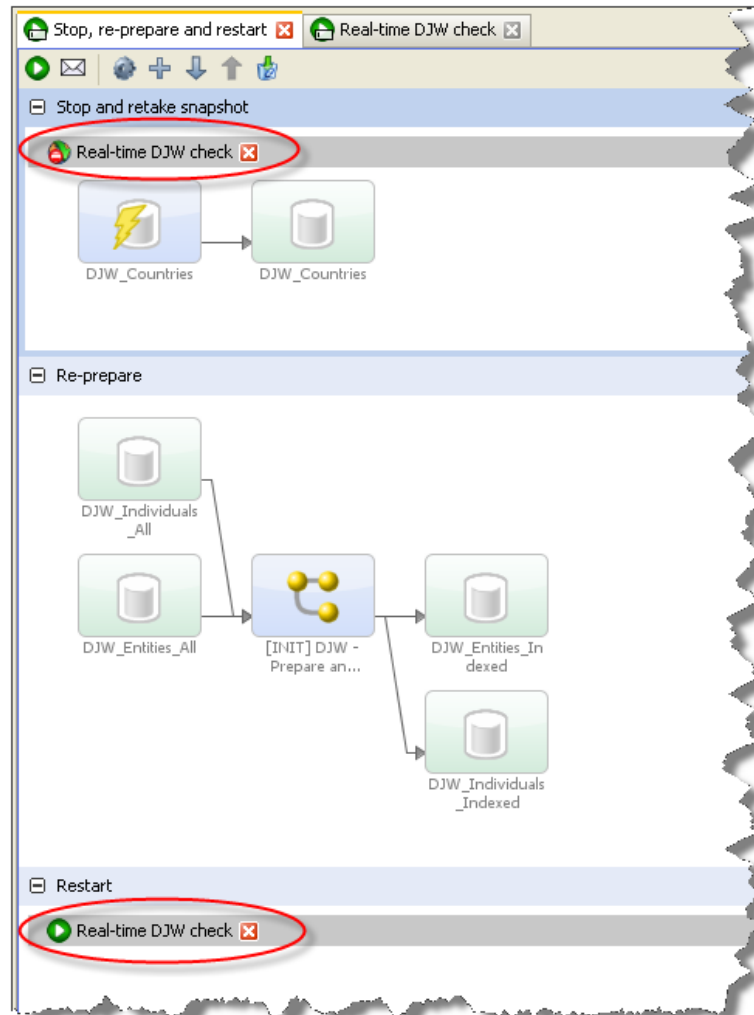 Stop, re-prepare and restart
Real-time DJW check
Stop and retake snapshot
Real-time DJW check
DJW_Countries
DJW_Countries
Re-prepare
DJW_Individuals
_All
DJW_Entities_All
[INIT] DJW -
Prepare an...
DJW_Entities_In
dexed
DJW_Individuals
_Indexed
Restart
Real-time DJW check